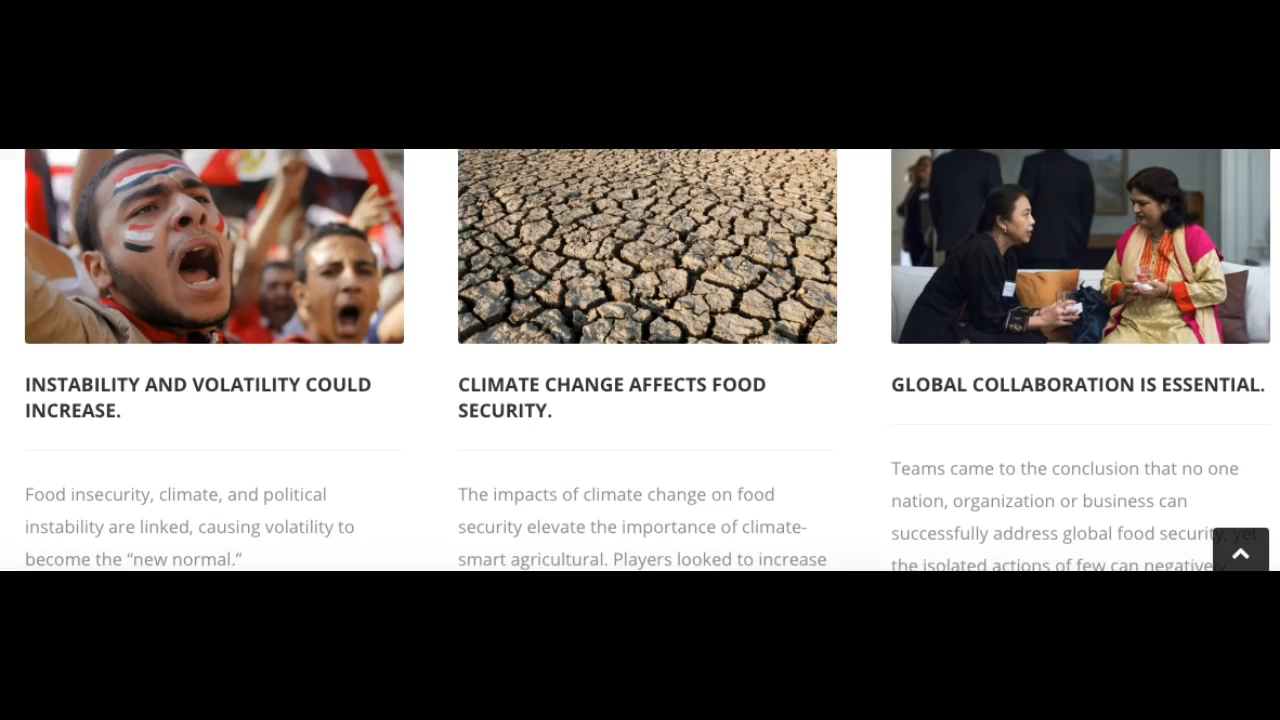 INSTABILITY AND VOLATILITY COULD
INCREASE.
Food insecurity, climate, and political
instability are linked, causing volatility to
become the “new normal.”
CLIMATE CHANGE AFFECTS FOOD
SECURITY.
The impacts of climate change on food
security elevate the importance of climate-
smart agricultural. Players looked to increase
GLOBAL COLLABORATION IS ESSENTIAL.
Teams came to the conclusion that no one
nation, organization or business can
successfully address global food security, yet
the isolated actions of few can negatively